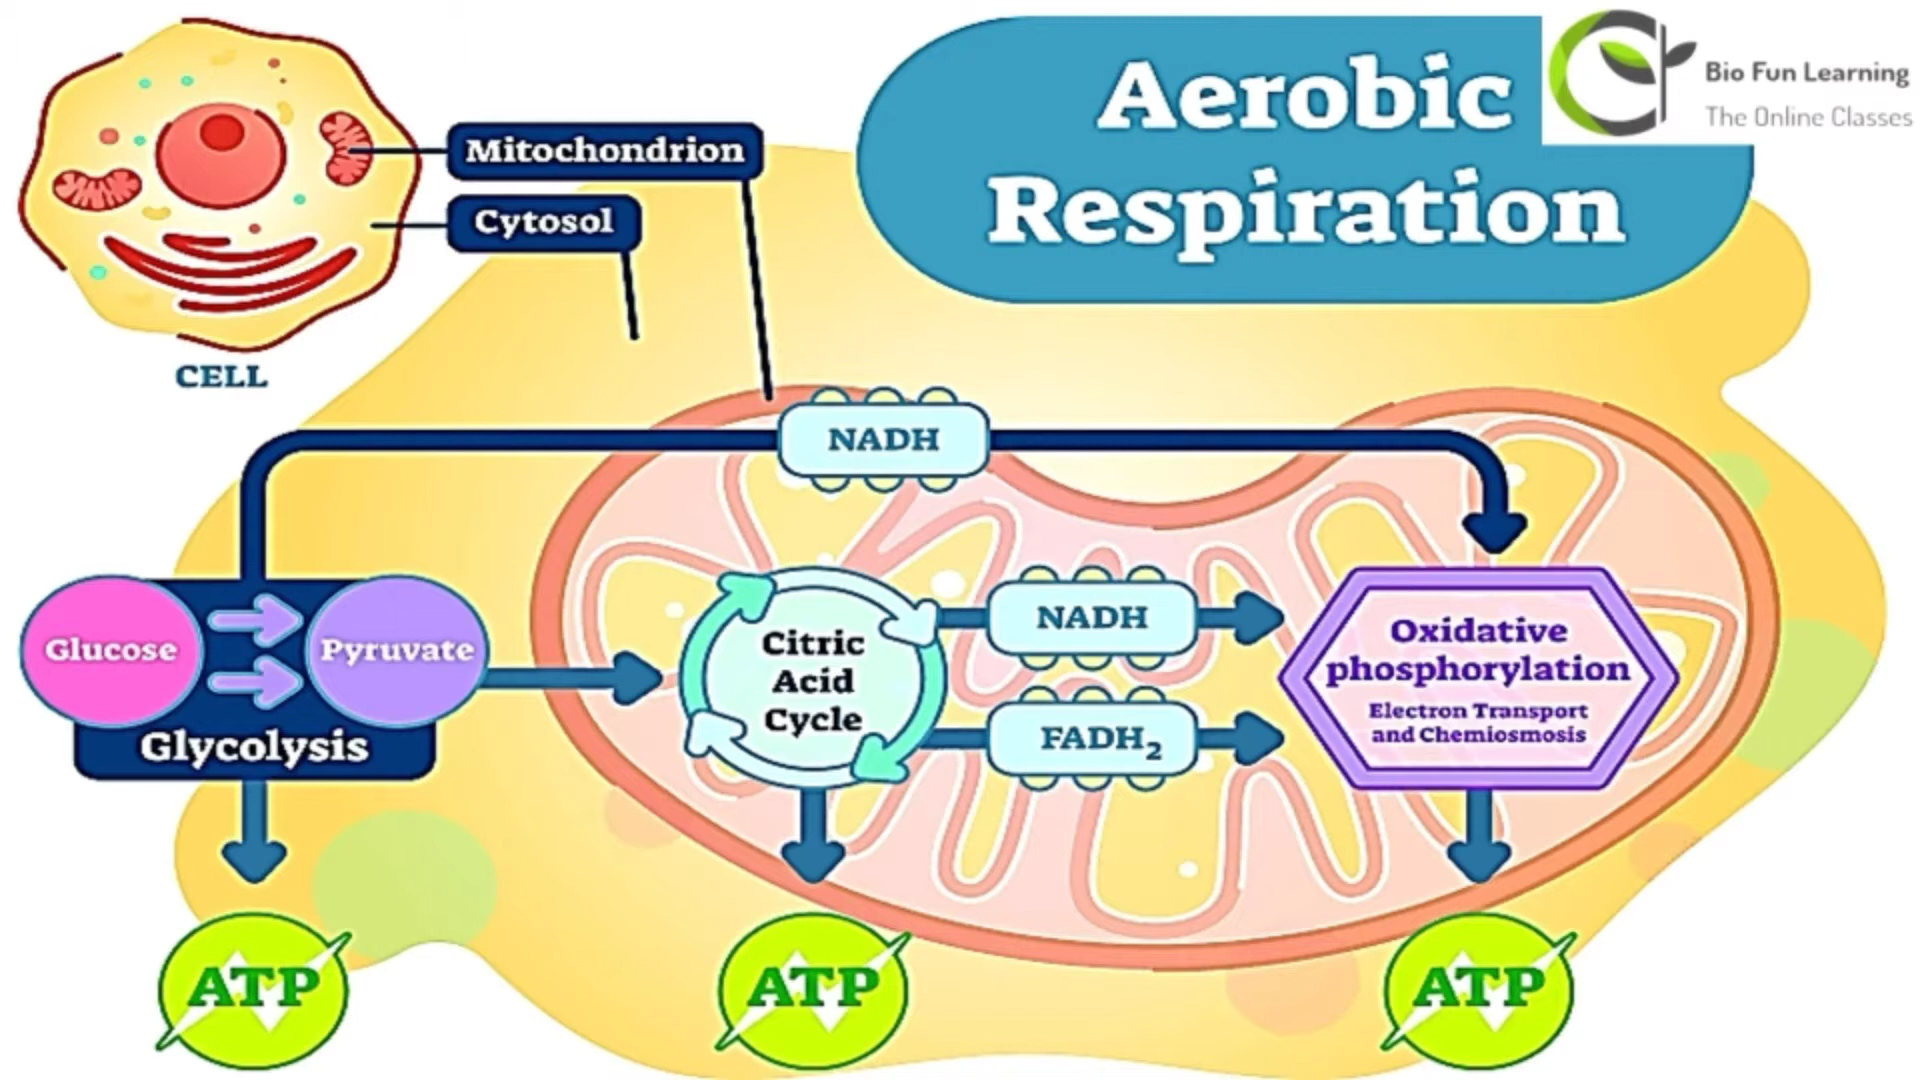 Aerobic
Respiration
Bio Fun Learning
The Online Classes
Mitochondrion
Cytosol
CELL
NADH
Glucose
Pyruvate
Glycolysis
Citric
Acid
Cycle
NADH
FADH₂
Oxidative
phosphorylation
Electron Transport
and Chemiosmosis
ATP
ATP
ATP